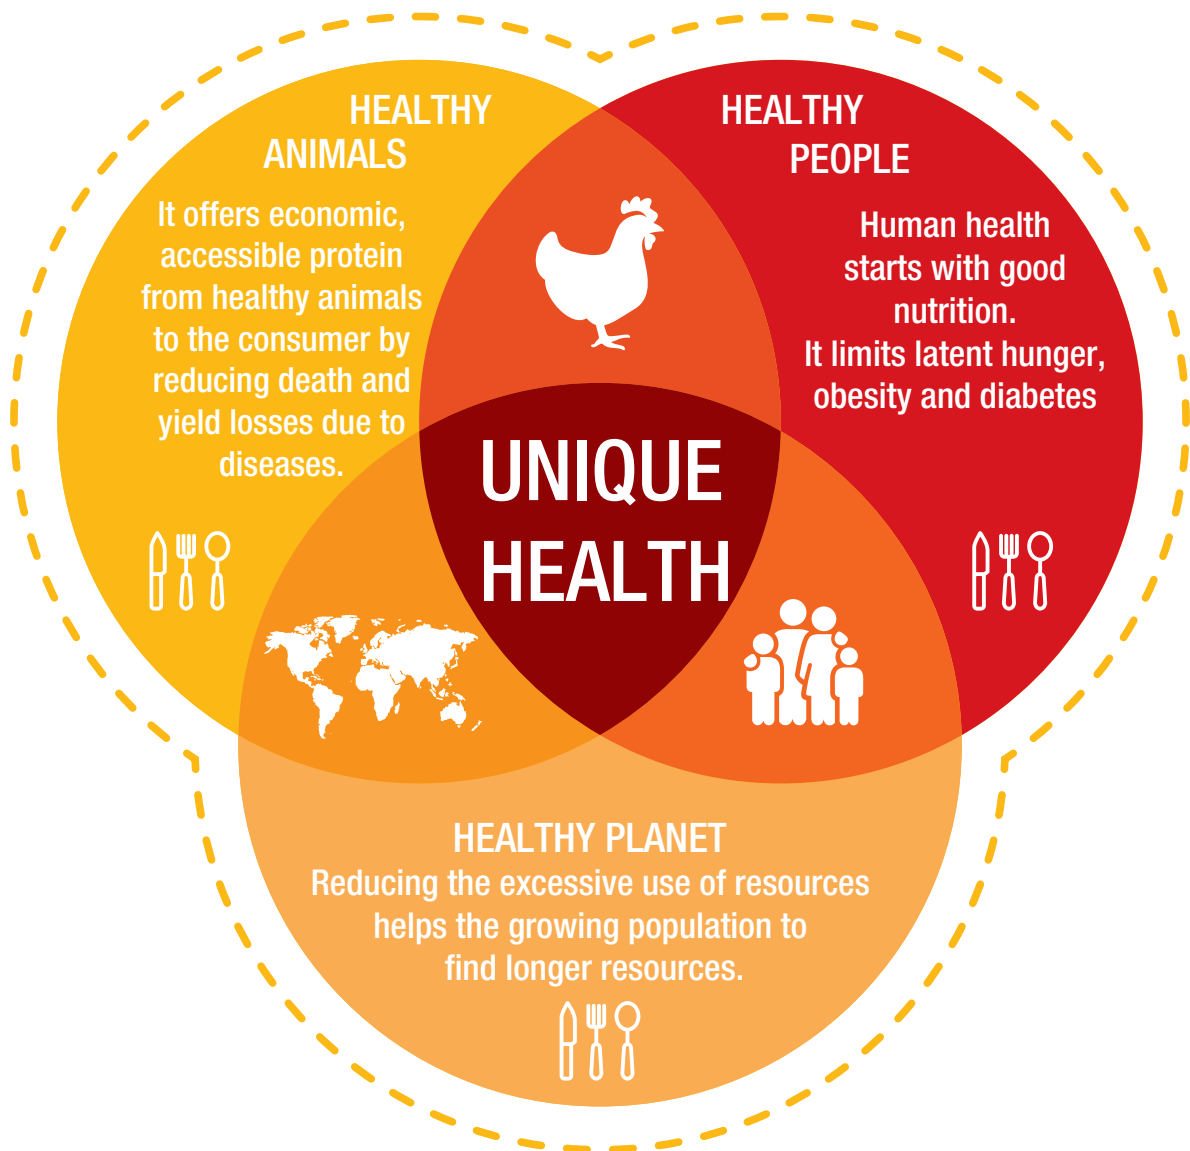 HEALTHY
ANIMALS
It offers economic,
accessible protein
from healthy animals
to the consumer by
reducing death and
yield losses due to
diseases.
HEALTHY
PEOPLE
Human health
starts with good
nutrition.
It limits latent hunger,
obesity and diabetes
UNIQUE
HEALTH
HEALTHY PLANET
Reducing the excessive use of resources
helps the growing population to
find longer resources.